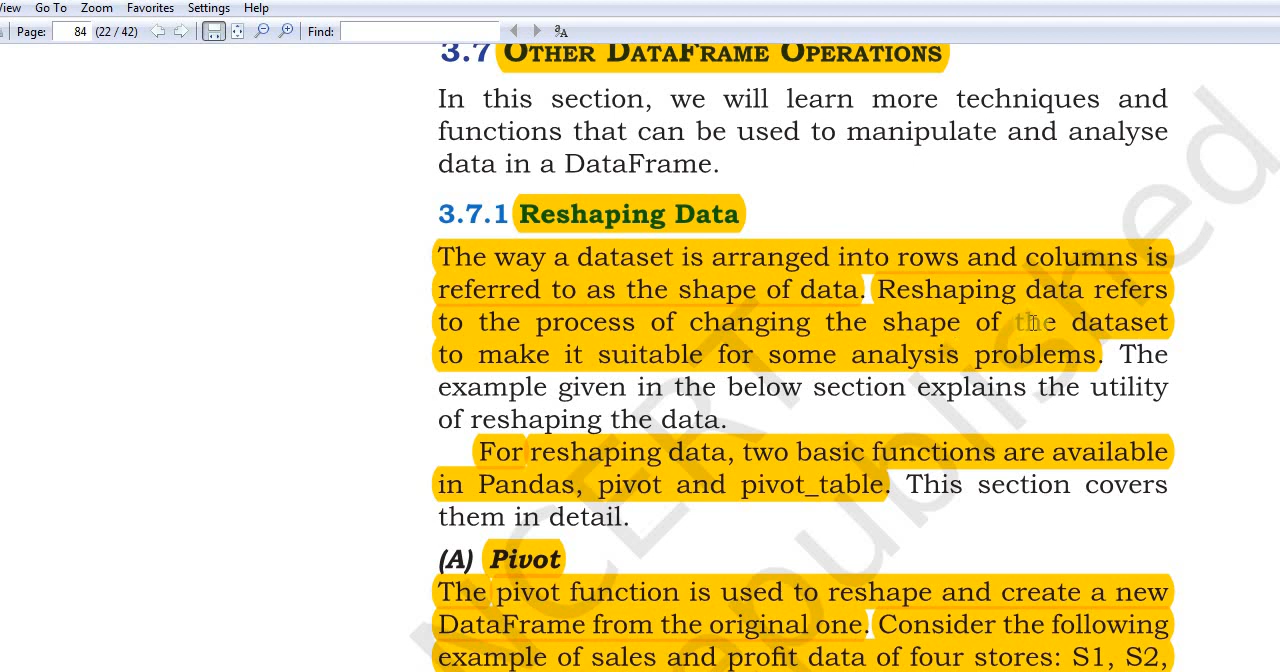 View Go To Zoom Favorites Settings Help
Page: 84 (22 / 42) Find:
3.7 OTHER DATAFRAME OPERATIONS
In this section, we will learn more techniques and
functions that can be used to manipulate and analyse
data in a DataFrame.
3.7.1 Reshaping Data
The way a dataset is arranged into rows and columns is
referred to as the shape of data. Reshaping data refers
to the process of changing the shape of the dataset
to make it suitable for some analysis problems. The
example given in the below section explains the utility
of reshaping the data.
For reshaping data, two basic functions are available
in Pandas, pivot and pivot_table. This section covers
them in detail.
(A) Pivot
The pivot function is used to reshape and create a new
DataFrame from the original one. Consider the following
example of sales and profit data of four stores: S1, S2,
NCERT
republished